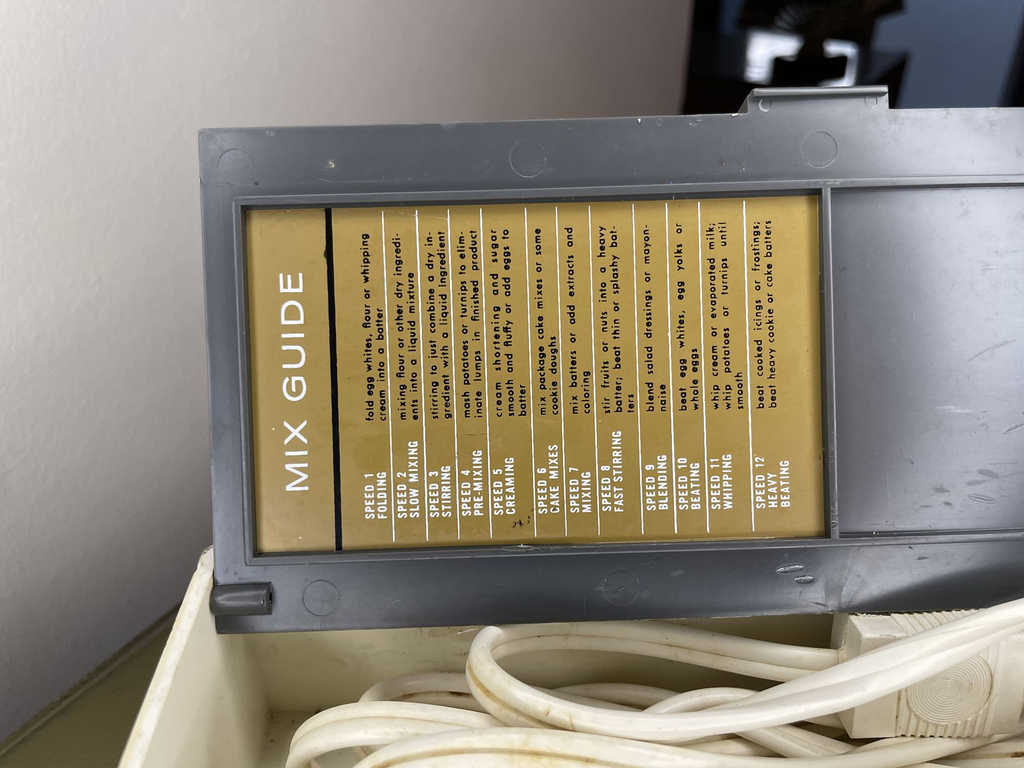 MIX GUIDE
SPEED 1
FOLDING
fold egg whites, flour or whipping
cream into a batter
SPEED 2
SLOW MIXING
mixing flour or other dry ingredi-
ents into a liquid mixture
SPEED 3
STIRRING
stirring to just combine a dry in-
gredient with a liquid Ingredient
SPEED 4
PRE-MIXING
mash potatoes or turnips to elim-
inate lumps in finished product
SPEED 5
CREAMING
cream shortening and sugar
smooth and fluffy or add eggs to
batter
SPEED 6
CAKE MIXES
mix package cake mixes or some
cookie doughs
SPEED 7
MIXING
mix batters or add extracts and
coloring
SPEED 8
FAST STIRRING
stir fruits or nuts into a heavy
batter; beat thin or splashy bat-
ters
SPEED 9
BLENDING
blend salad dressings or mayon-
naise
SPEED 10
BEATING
beat egg whites, egg yolks or
whole eggs
SPEED 11
WHIPPING
whip cream or evaporated milk;
whip potatoes or turnips until
smooth
SPEED 12
HEAVY
BEATING
beat cooked icings or frostings;
beat heavy cookie or cake batters